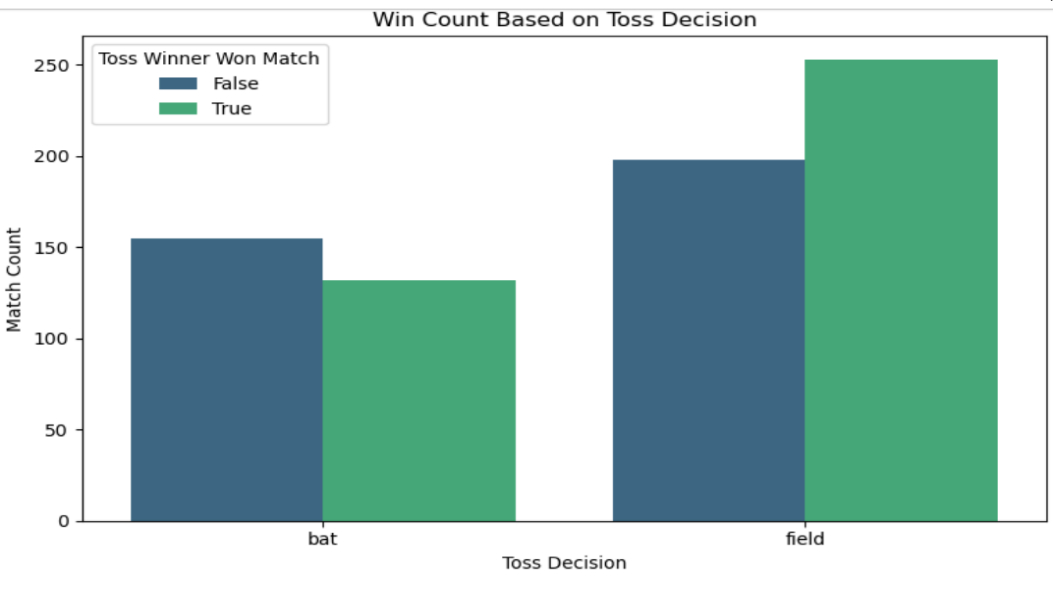 Win Count Based on Toss Decision
Toss Winner Won Match
False
True
Match Count
250
200
150
100
50
0
bat
field
Toss Decision